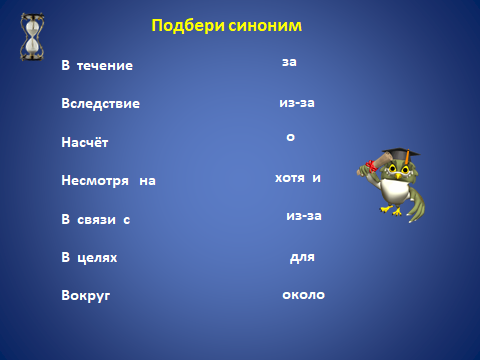 Подбери синоним
В течение за
Вследствие из-за
Насчёт о
Несмотря на хотя и
В связи с из-за
В целях для
Вокруг около